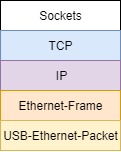 Sockets
TCP
IP
Ethernet-Frame
USB-Ethernet-Packet